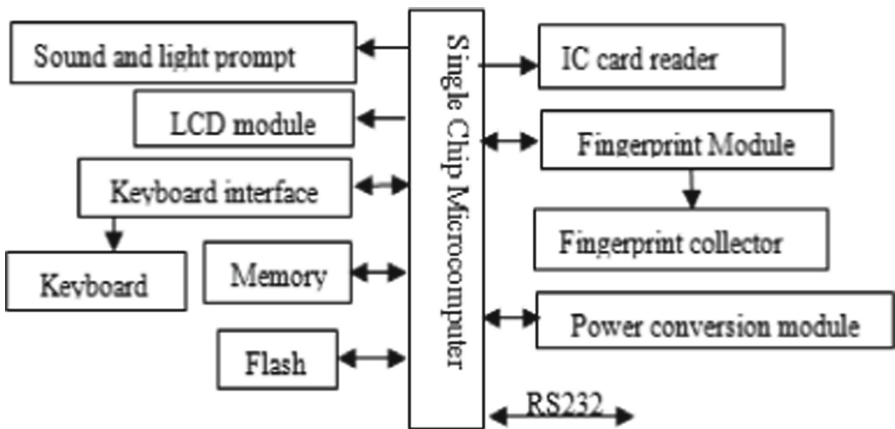 Sound and light prompt
LCD module
Keyboard interface
Keyboard
Memory
Flash
Single Chip Microcomputer
IC card reader
Fingerprint Module
Fingerprint collector
Power conversion module
RS232